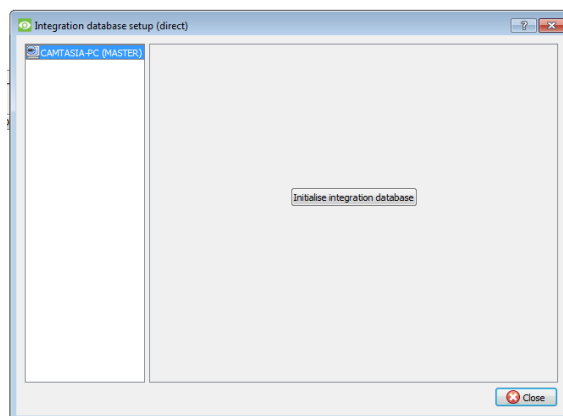 Integration database setup (direct)
CAMTASIA-PC (MASTER)
Initialise integration database
Close